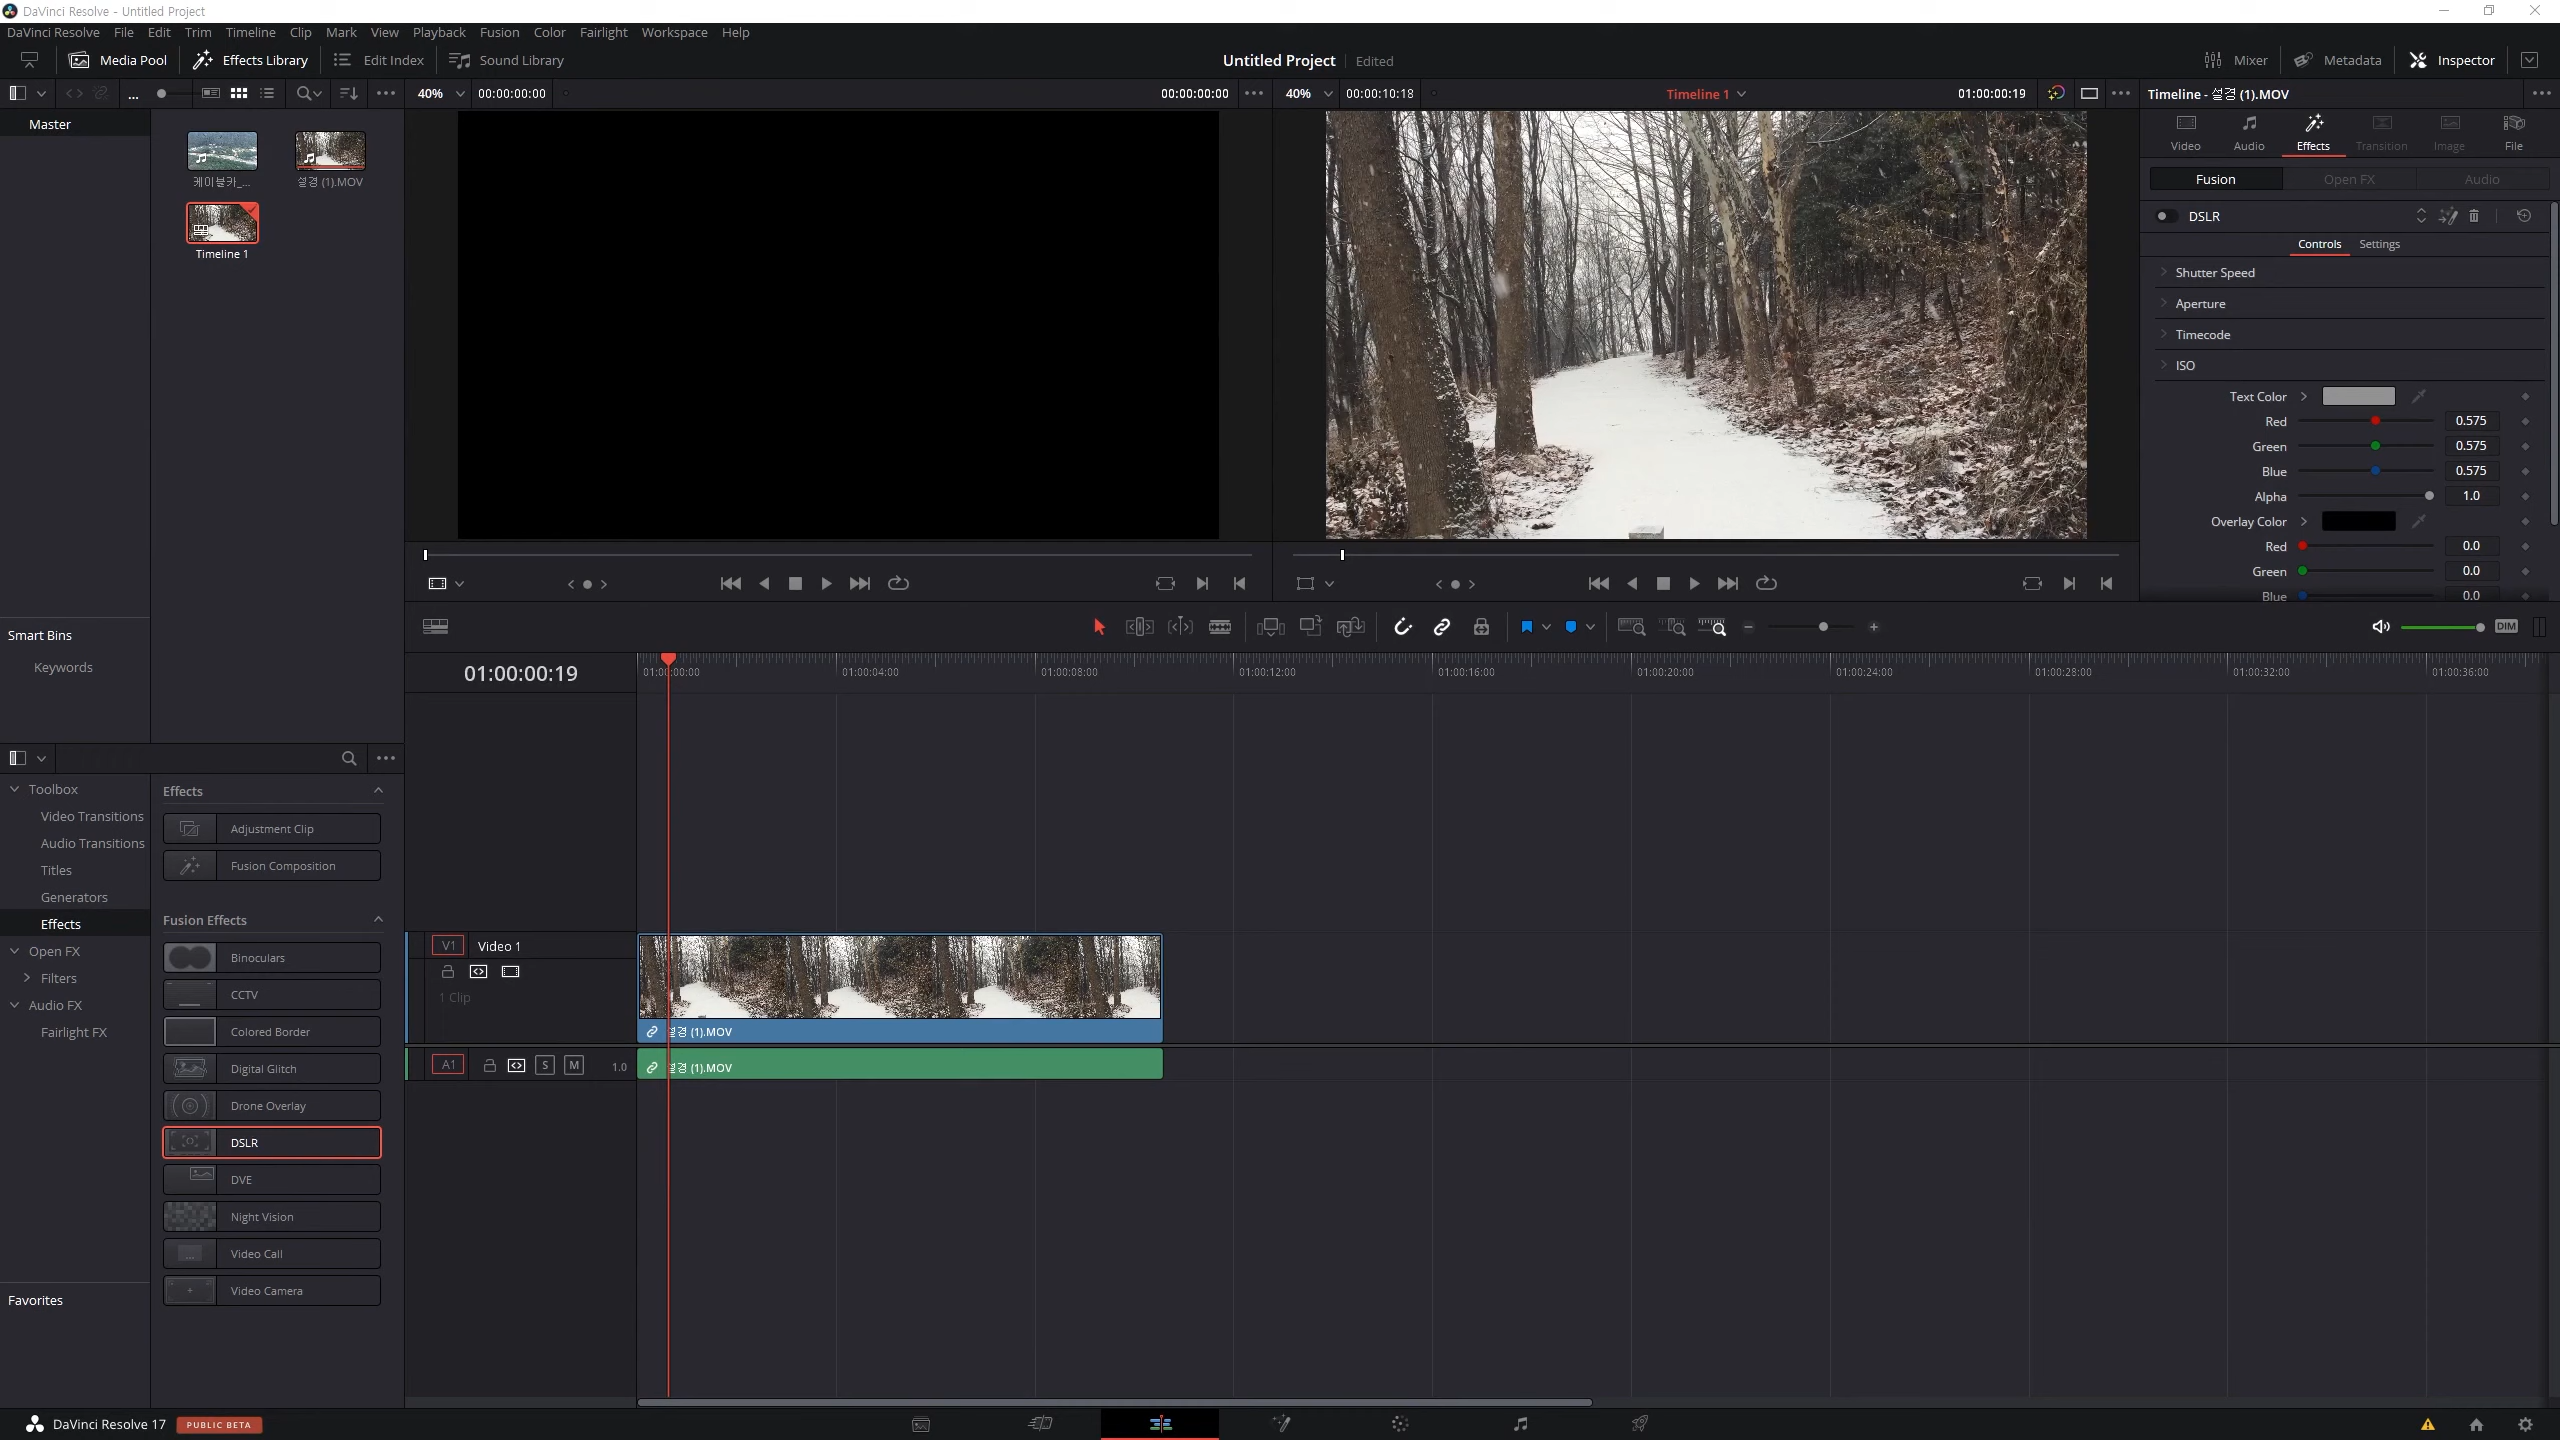 DaVinci Resolve - Untitled Project
DaVinci Resolve File Edit Trim Timeline Clip Mark View Playback Fusion Color Fairlight Workspace Help
Media Pool Effects Library Edit Index Sound Library Untitled Project Edited Mixer Metadata Inspector
... 40% 00:00:00:00 00:00:00:00 40% 00:00:10:18 Timeline 1 01:00:00:19 Timeline - 설경 (1).MOV
Master
케이블카_...
설경 (1).MOV
Timeline 1
Video Audio Effects Transition Image File
Fusion Open FX Audio
DSLR
Controls Settings
Shutter Speed
Aperture
Timecode
ISO
Text Color
Red 0.575
Green 0.575
Blue 0.575
Alpha 1.0
Overlay Color
Red 0.0
Green 0.0
Blue 0.0
DIM
Smart Bins
Keywords
01:00:00:19
01:00:00:00 01:00:04:00 01:00:08:00 01:00:12:00 01:00:16:00 01:00:20:00 01:00:24:00 01:00:28:00 01:00:32:00 01:00:36:00
Toolbox
Video Transitions
Audio Transitions
Titles
Generators
Effects
Open FX
Filters
Audio FX
Fairlight FX
Favorites
Effects
Adjustment Clip
Fusion Composition
Fusion Effects
Binoculars
CCTV
Colored Border
Digital Glitch
Drone Overlay
DSLR
DVE
Night Vision
Video Call
Video Camera
V1 Video 1
1 Clip
설경 (1).MOV
A1 S M 1.0
설경 (1).MOV
DaVinci Resolve 17 PUBLIC BETA